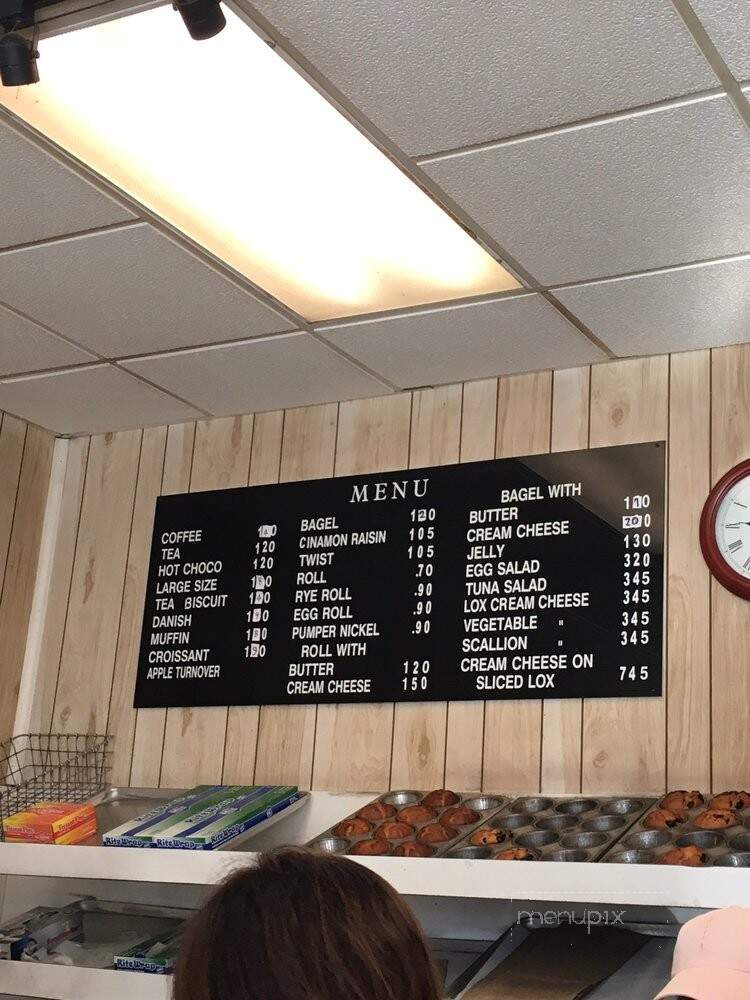 MENU
COFFEE
TEA 120
HOT CHOCO 120
LARGE SIZE
TEA BISCUIT
DANISH
MUFFIN
CROISSANT
APPLE TURNOVER
BAGEL
CINAMON RAISIN 105
TWIST 105
ROLL .70
RYE ROLL .90
EGG ROLL .90
PUMPER NICKEL .90
ROLL WITH
BUTTER 120
CREAM CHEESE 150
BAGEL WITH
BUTTER
CREAM CHEESE
JELLY 130
EGG SALAD 320
TUNA SALAD 345
LOX CREAM CHEESE 345
VEGETABLE " 345
SCALLION " 345
CREAM CHEESE ON
SLICED LOX 745
RiteWrap RiteWrap
RiteWrap
menupix